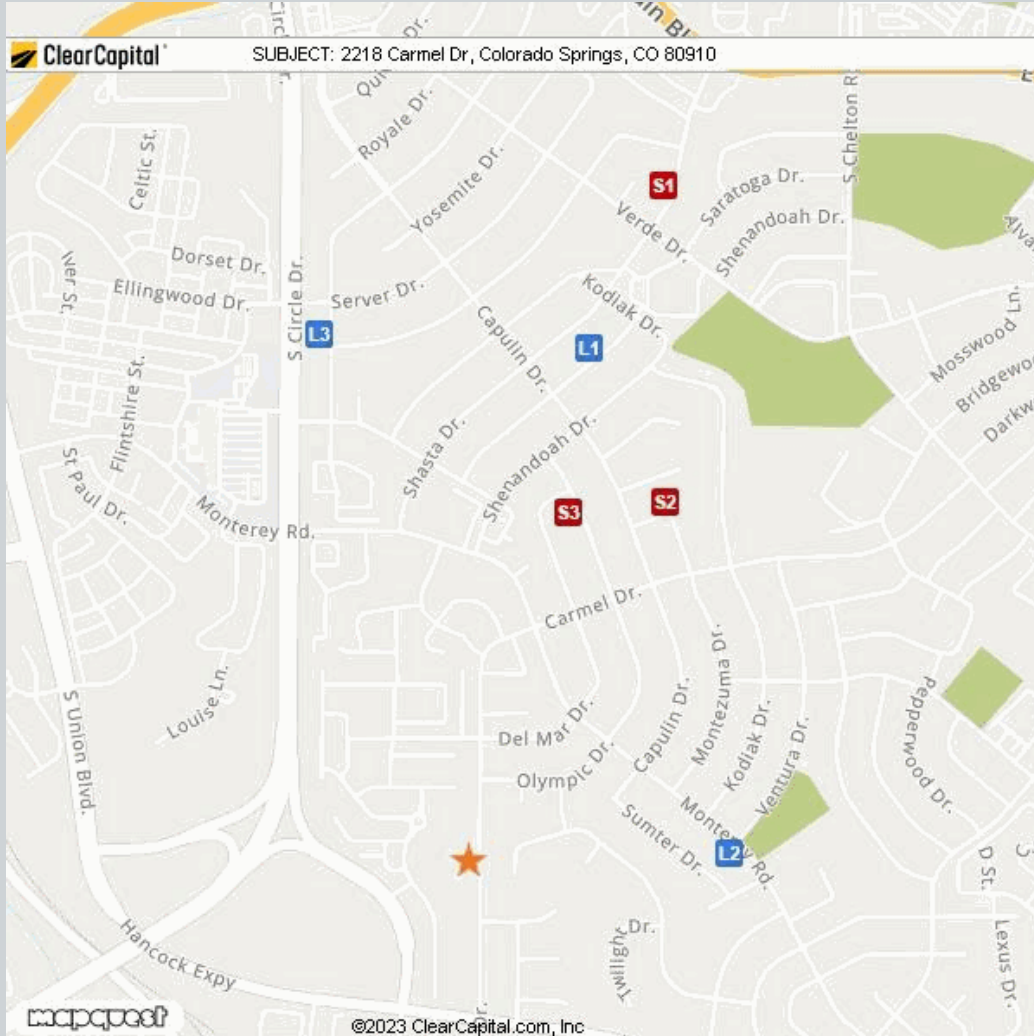 ClearCapital
SUBJECT: 2218 Carmel Dr, Colorado Springs, CO 80910
Royale Dr.
Yosemite Dr.
Celtic St.
S Chelton R
S1
Saratoga Dr.
Verde Dr.
Shenandoah Dr.
Dorset Dr.
Ellingwood Dr.
Server Dr.
S Circle Dr.
Kodiak Dr.
L3
L1
Capulin Dr.
Mosswood Ln.
Flintshire St.
Shasta Dr.
Shenandoah Dr.
St Paul Dr.
S2
S3
Monterey Rd.
Carmel Dr.
Louise Ln.
S Union Blvd.
Del Mar Dr.
Olympic Dr.
Capulin Dr.
Montezuma Dr.
Kodiak Dr.
Ventura Dr.
Pepperwood Dr.
Sumter Dr.
Monterey Rd.
L2
D St.
Hancock Expy
Twilight Dr.
Lexus Dr.
mapquest
©2023 ClearCapital.com, Inc